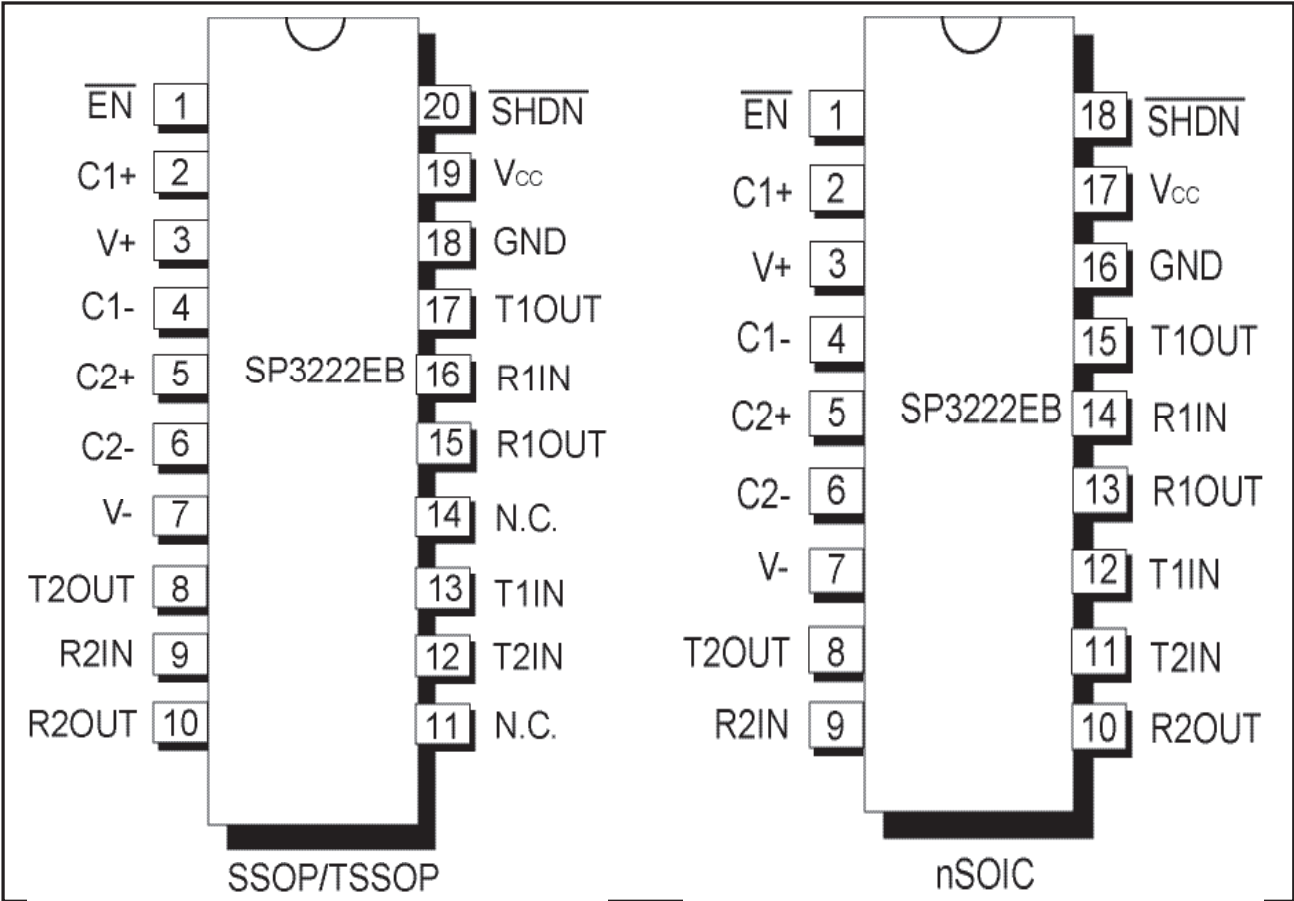 EN 1
C1+ 2
V+ 3
C1- 4
C2+ 5
C2- 6
V- 7
T2OUT 8
R2IN 9
R2OUT 10
SP3222EB
20 SHDN
19 Vcc
18 GND
17 T1OUT
16 R1IN
15 R1OUT
14 N.C.
13 T1IN
12 T2IN
11 N.C.
SSOP/TSSOP
EN 1
C1+ 2
V+ 3
C1- 4
C2+ 5
C2- 6
V- 7
T2OUT 8
R2IN 9
SP3222EB
18 SHDN
17 Vcc
16 GND
15 T1OUT
14 R1IN
13 R1OUT
12 T1IN
11 T2IN
10 R2OUT
nSOIC